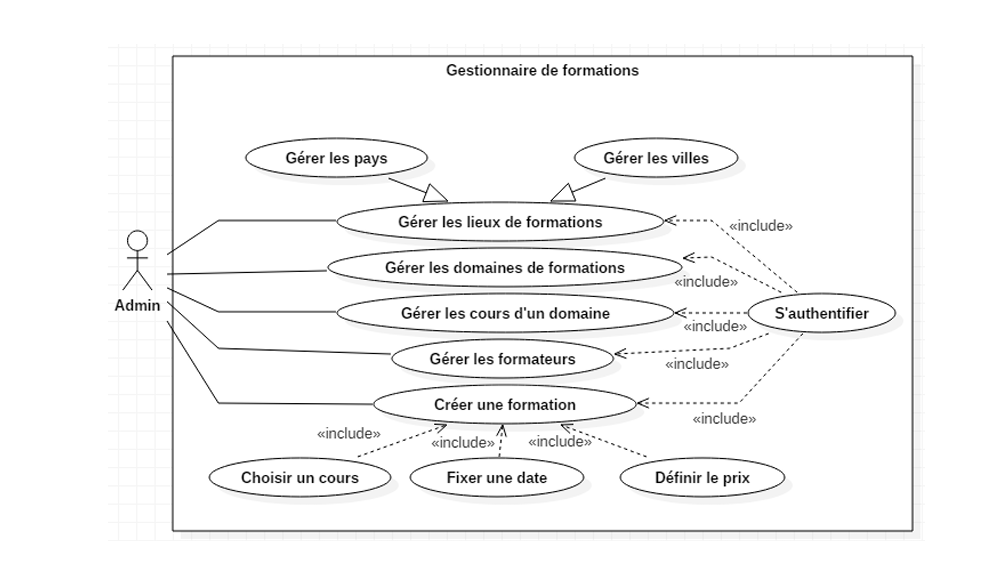 Gestionnaire de formations
Gérer les pays
Gérer les villes
Gérer les lieux de formations
«include»
Gérer les domaines de formations
«include»
Admin
Gérer les cours d'un domaine
S'authentifier
«include»
Gérer les formateurs
«include»
Créer une formation
«include»
«include»
«include»
«include»
Choisir un cours
Fixer une date
Définir le prix